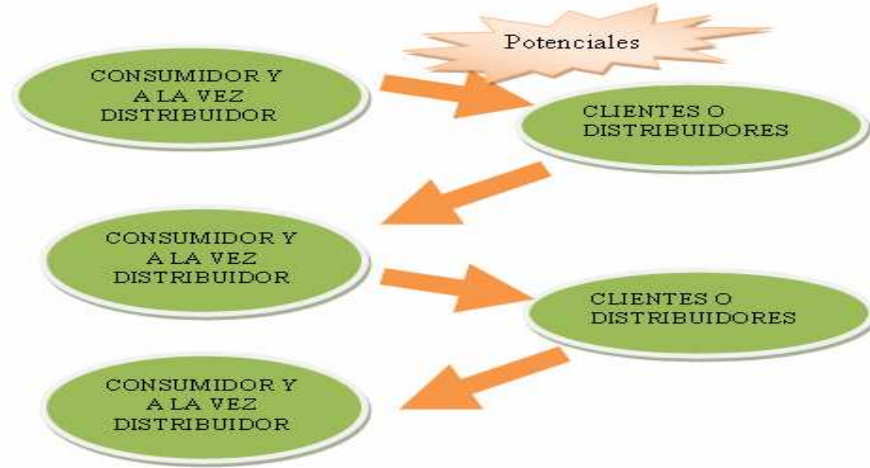 Potenciales
CONSUMIDOR Y
A LA VEZ
DISTRIBUIDOR
CLIENTES O
DISTRIBUIDORES
CONSUMIDOR Y
A LA VEZ
DISTRIBUIDOR
CLIENTES O
DISTRIBUIDORES
CONSUMIDOR Y
A LA VEZ
DISTRIBUIDOR